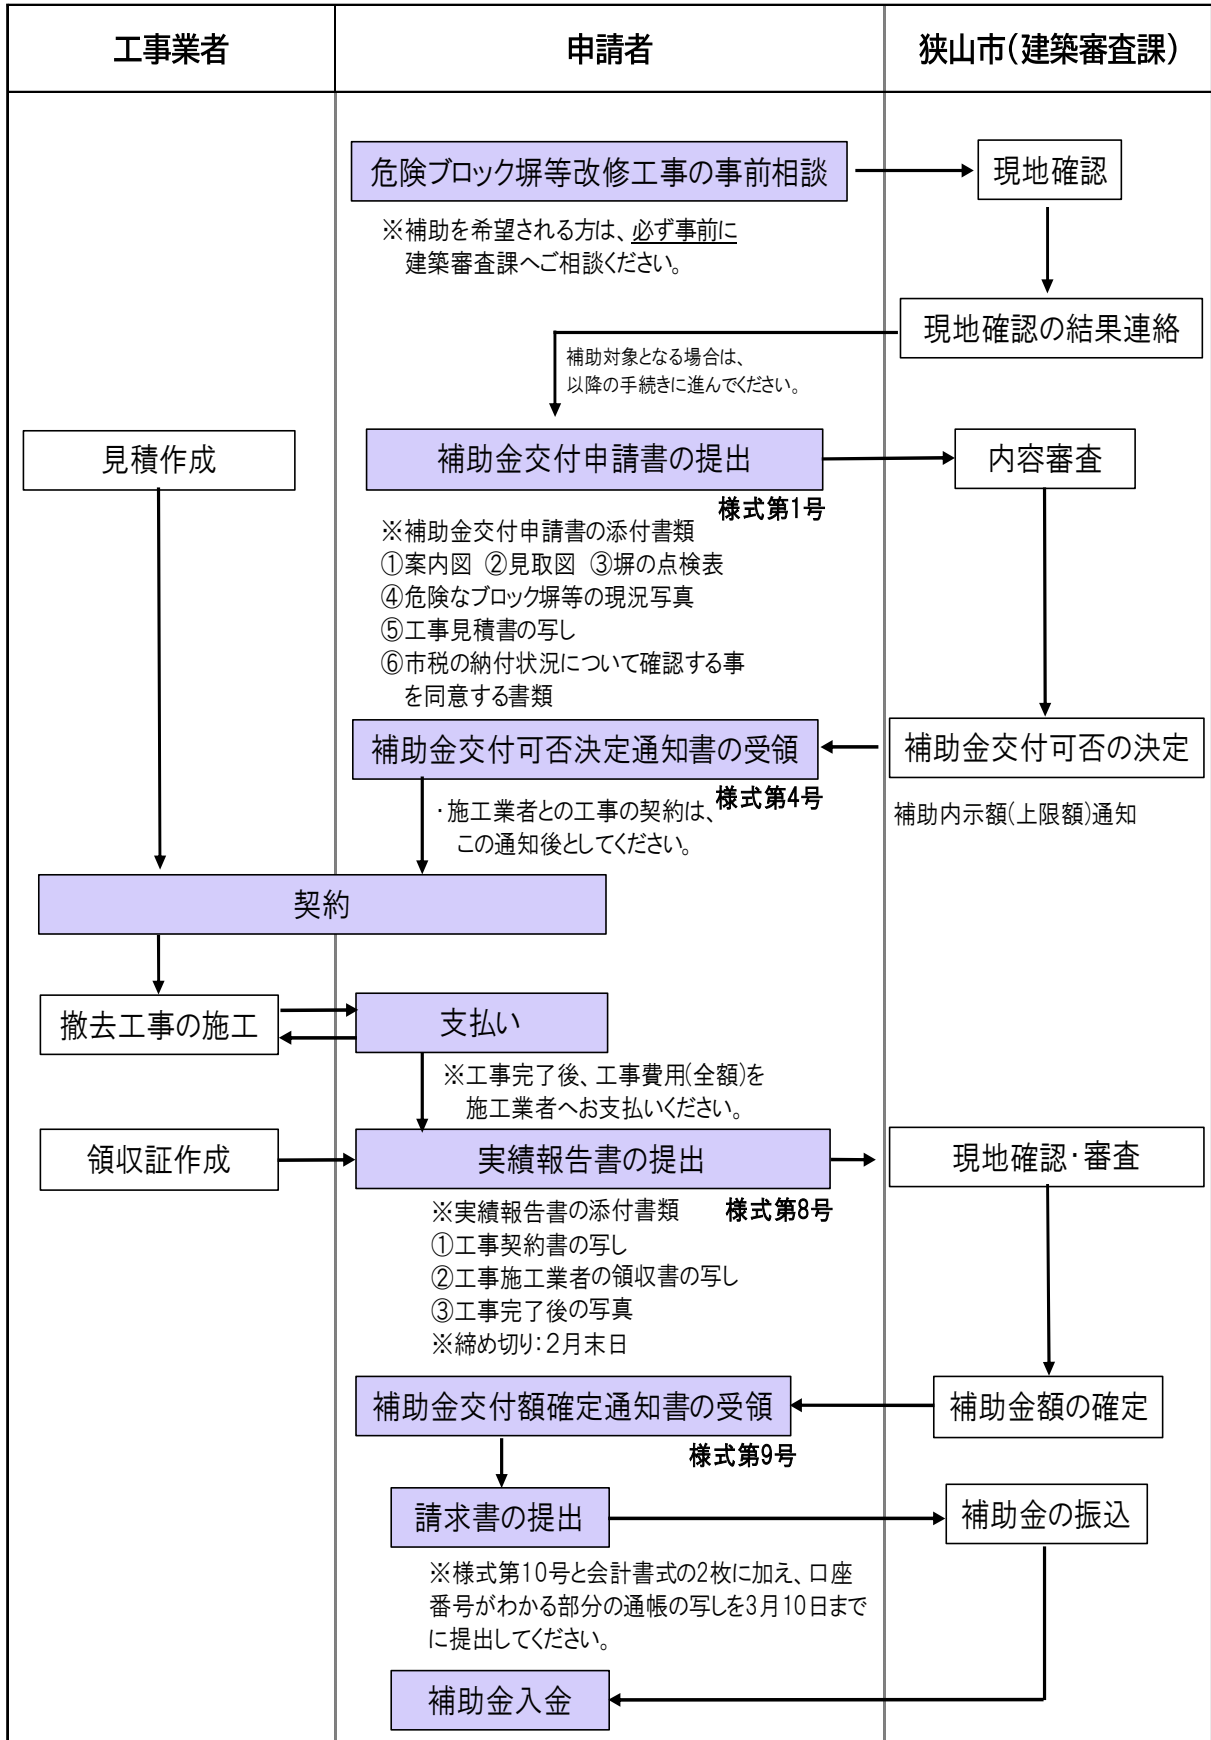 工事業者
申請者
狭山市(建築審査課)
危険ブロック塀等改修工事の事前相談
現地確認
※補助を希望される方は、必ず事前に
建築審査課へご相談ください。
現地確認の結果連絡
補助対象となる場合は、
以降の手続きに進んでください。
見積作成
補助金交付申請書の提出
内容審査
様式第1号
※補助金交付申請書の添付書類
①案内図 ②見取図 ③塀の点検表
④危険なブロック塀等の現況写真
⑤工事見積書の写し
⑥市税の納付状況について確認する事
を同意する書類
補助金交付可否決定通知書の受領
補助金交付可否の決定
様式第4号
・施工業者との工事の契約は、
この通知後としてください。
補助内示額(上限額)通知
契約
撤去工事の施工
支払い
※工事完了後、工事費用(全額)を
施工業者へお支払いください。
領収証作成
実績報告書の提出
現地確認・審査
様式第8号
※実績報告書の添付書類
①工事契約書の写し
②工事施工業者の領収書の写し
③工事完了後の写真
※締め切り:2月末日
補助金交付額確定通知書の受領
補助金額の確定
様式第9号
請求書の提出
補助金の振込
※様式第10号と会計書式の2枚に加え、口座
番号がわかる部分の通帳の写しを3月10日まで
に提出してください。
補助金入金